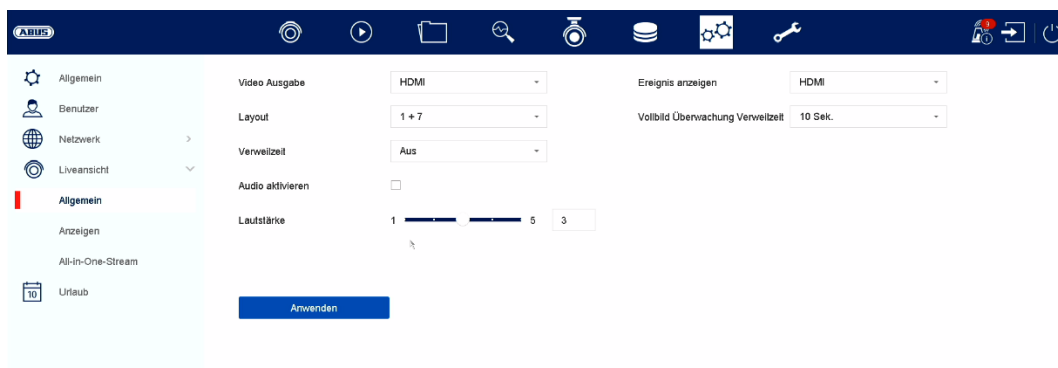 ABUS
3
Allgemein
Benutzer
Netzwerk
Liveansicht
Allgemein
Anzeigen
All-in-One-Stream
10 Urlaub
Video Ausgabe HDMI
Layout 1 + 7
Verweilzeit Aus
Audio aktivieren
Lautstärke 1 5 3
Ereignis anzeigen HDMI
Vollbild Überwachung Verweilzeit 10 Sek.
Anwenden